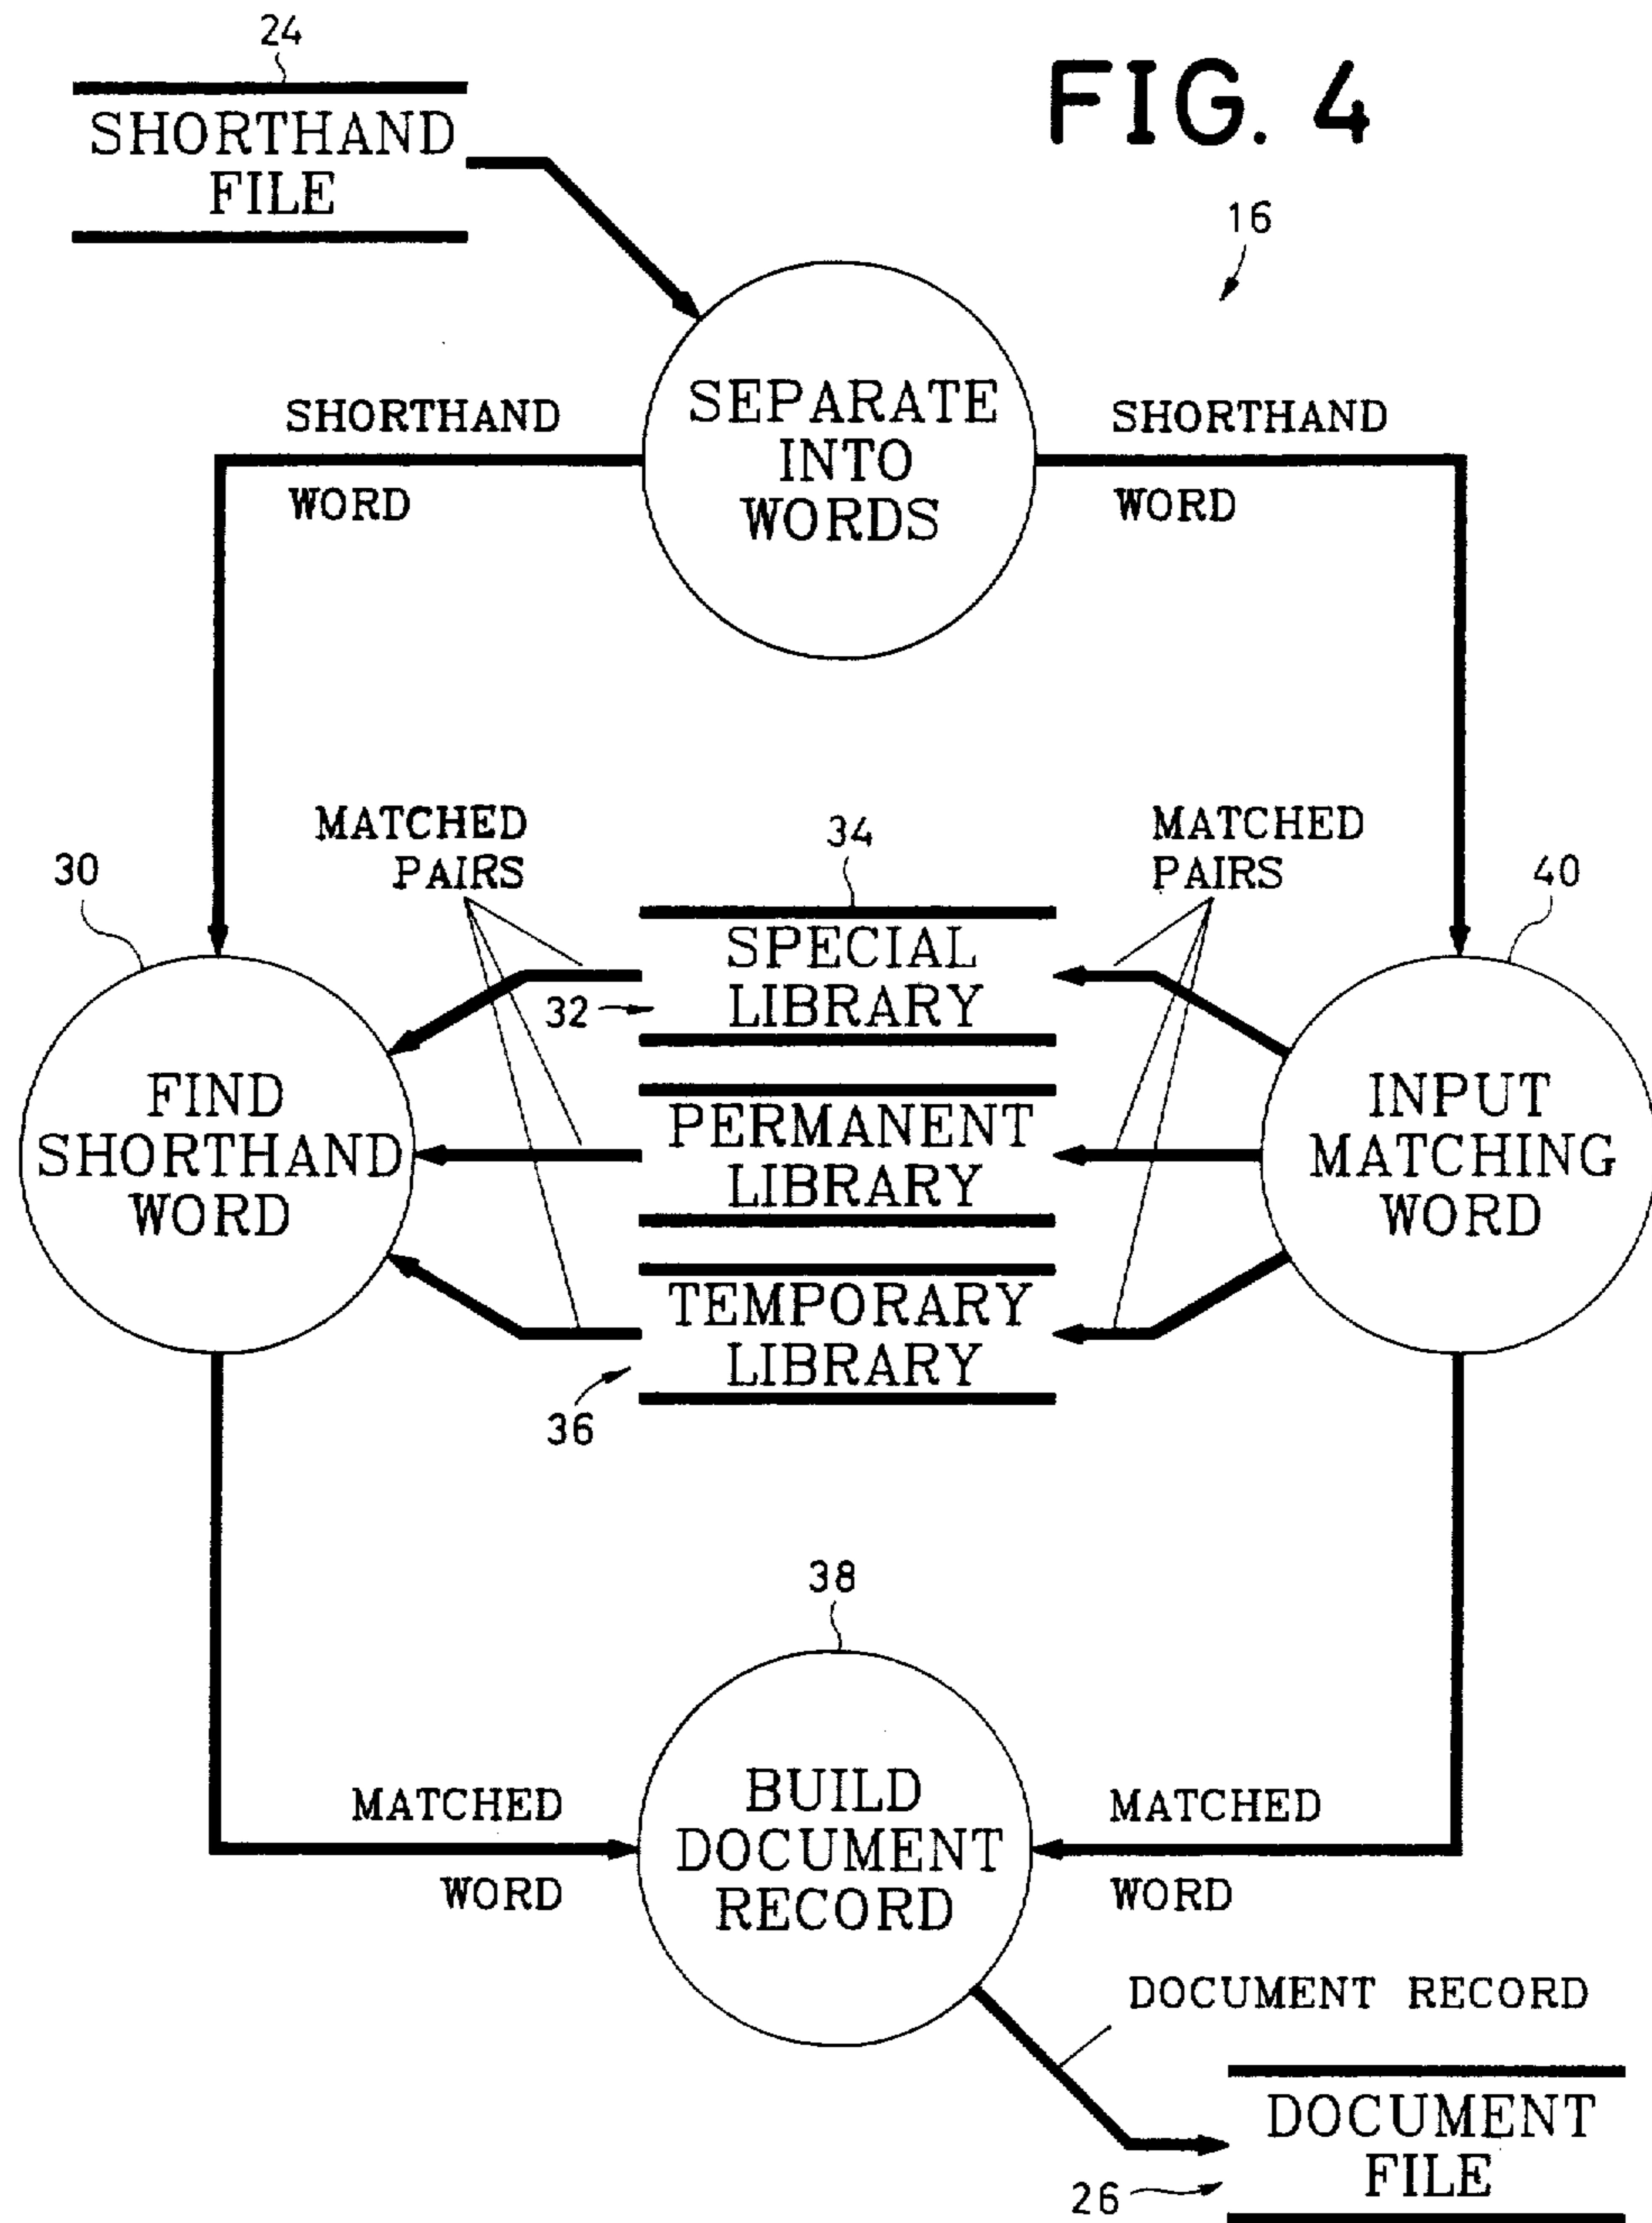 24
FIG. 4
SHORTHAND
FILE
16
SEPARATE
INTO
WORDS
SHORTHAND
WORD
SHORTHAND
WORD
MATCHED
PAIRS
34
MATCHED
PAIRS
30
40
SPECIAL
LIBRARY
32
FIND
SHORTHAND
WORD
PERMANENT
LIBRARY
INPUT
MATCHING
WORD
TEMPORARY
LIBRARY
36
38
BUILD
DOCUMENT
RECORD
MATCHED
WORD
MATCHED
WORD
DOCUMENT RECORD
DOCUMENT
FILE
26